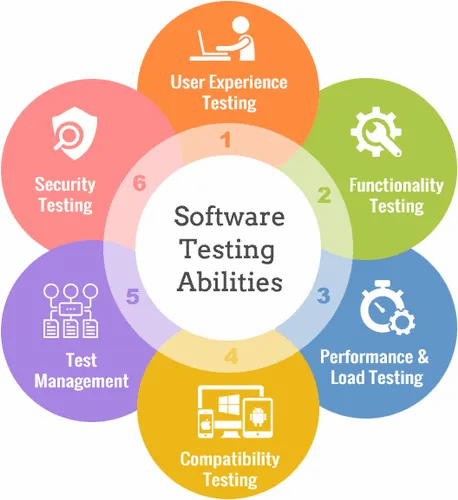 User Experience
Testing
1
2
Functionality
Testing
3
Performance &
Load Testing
4
Compatibility
Testing
5
Test
Management
6
Security
Testing
Software
Testing
Abilities